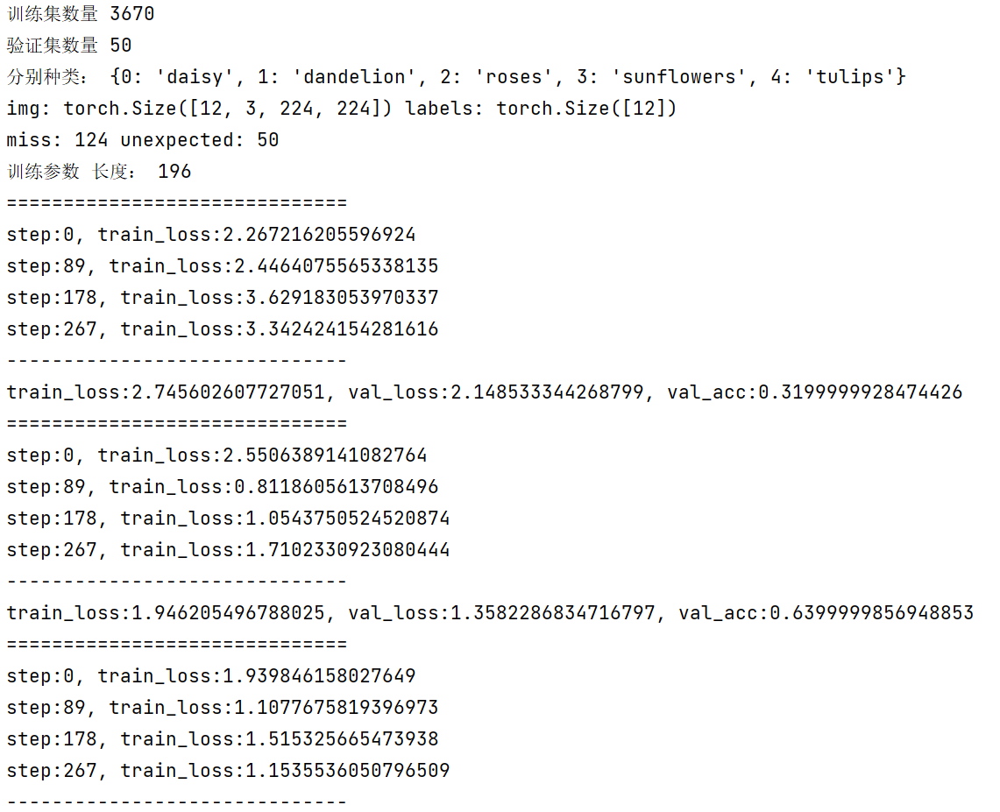 训练集数量 3670
验证集数量 50
分别种类： {0: 'daisy', 1: 'dandelion', 2: 'roses', 3: 'sunflowers', 4: 'tulips'}
img: torch.Size([12, 3, 224, 224]) labels: torch.Size([12])
miss: 124 unexpected: 50
训练参数 长度： 196
==============================
step:0, train_loss:2.267216205596924
step:89, train_loss:2.4464075565338135
step:178, train_loss:3.629183053970337
step:267, train_loss:3.342424154281616
------------------------------
train_loss:2.745602607727051, val_loss:2.148533344268799, val_acc:0.3199999928474426
==============================
step:0, train_loss:2.5506389141082764
step:89, train_loss:0.8118605613708496
step:178, train_loss:1.0543750524520874
step:267, train_loss:1.7102330923080444
------------------------------
train_loss:1.946205496788025, val_loss:1.3582286834716797, val_acc:0.6399999856948853
==============================
step:0, train_loss:1.939846158027649
step:89, train_loss:1.1077675819396973
step:178, train_loss:1.515325665473938
step:267, train_loss:1.1535536050796509
------------------------------